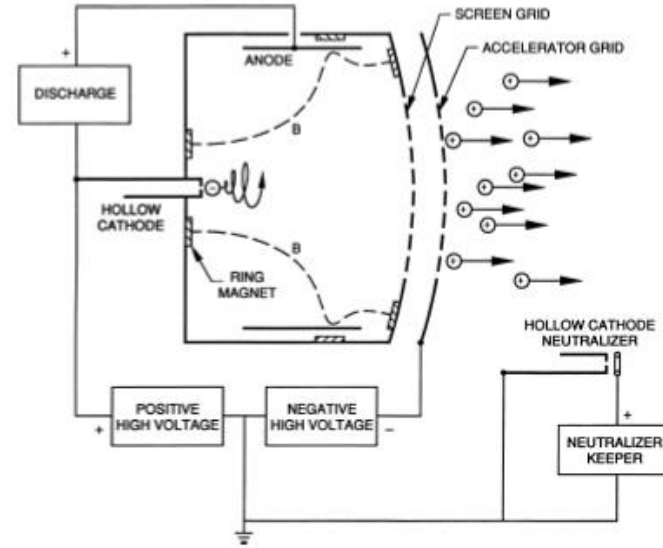 SCREEN GRID
ACCELERATOR GRID
+
ANODE
DISCHARGE
B
+
+
+
+
+
+
+
+
+
+
−
HOLLOW
CATHODE
B
RING
MAGNET
HOLLOW CATHODE
NEUTRALIZER
POSITIVE
HIGH VOLTAGE
+
NEGATIVE
HIGH VOLTAGE
−
+
NEUTRALIZER
KEEPER